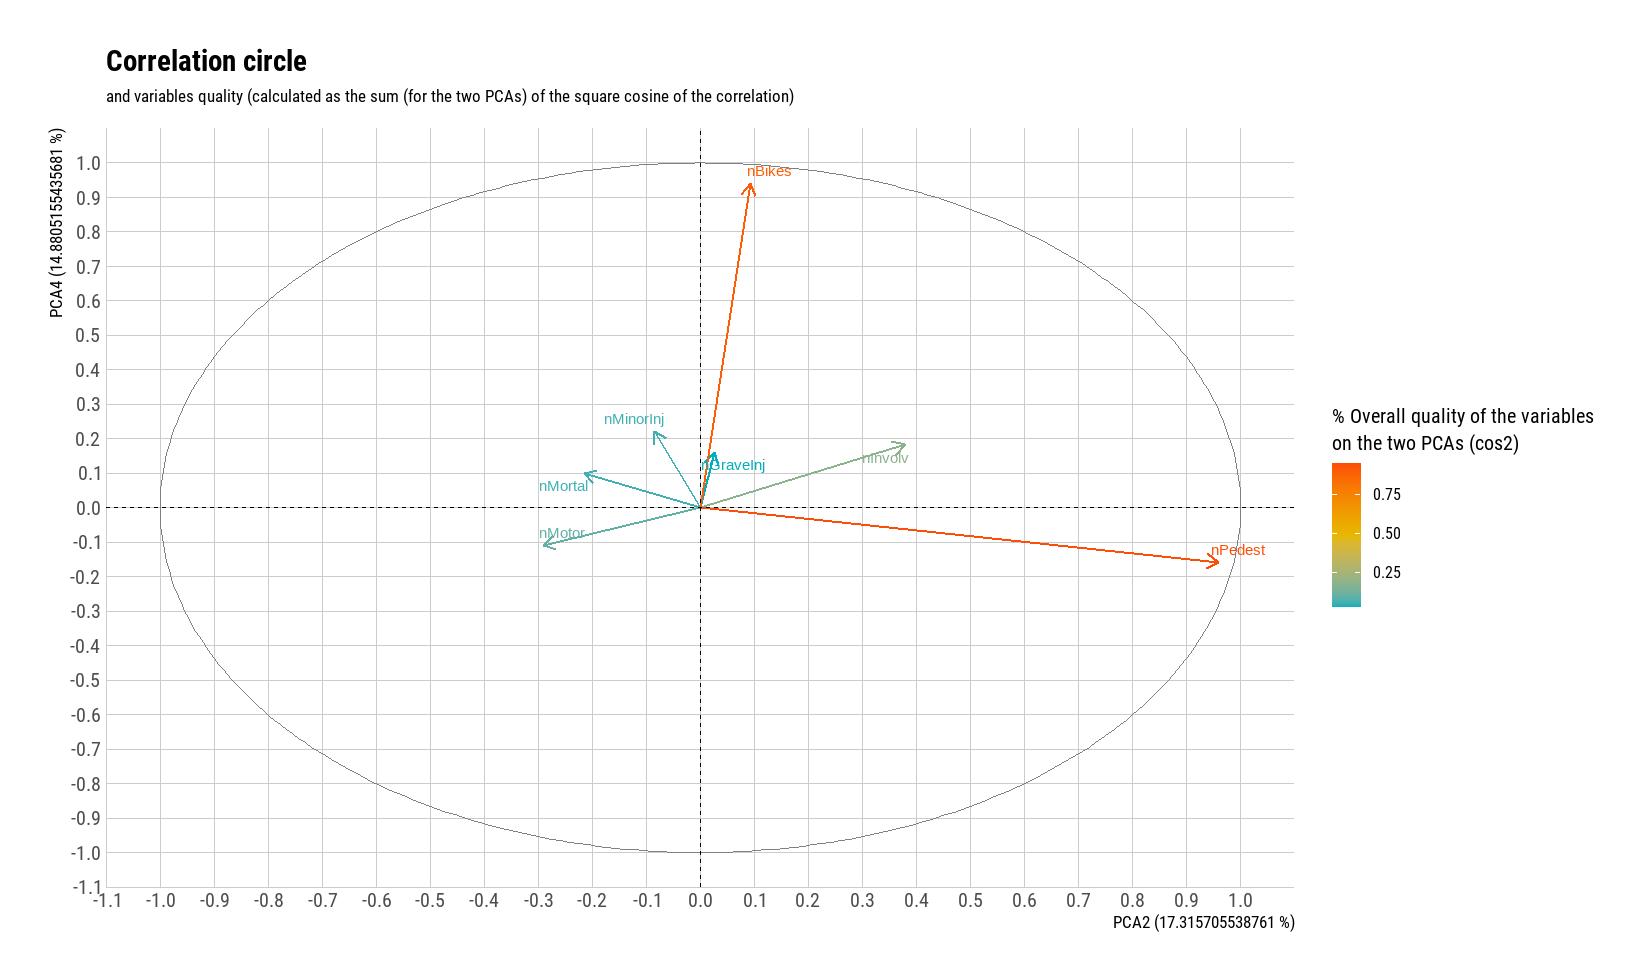 Correlation circle
and variables quality (calculated as the sum (for the two PCAs) of the square cosine of the correlation)
PCA4 (14.8805155435681 %)
1.0
0.9
0.8
0.7
0.6
0.5
0.4
0.3
0.2
0.1
0.0
-0.1
-0.2
-0.3
-0.4
-0.5
-0.6
-0.7
-0.8
-0.9
-1.0
-1.1
nBikes
nMinorInj
nGraveInj
nInvolv
nMortal
nMotor
nPedest
-1.1 -1.0 -0.9 -0.8 -0.7 -0.6 -0.5 -0.4 -0.3 -0.2 -0.1 0.0 0.1 0.2 0.3 0.4 0.5 0.6 0.7 0.8 0.9 1.0
PCA2 (17.315705538761 %)
% Overall quality of the variables
on the two PCAs (cos2)
0.75
0.50
0.25